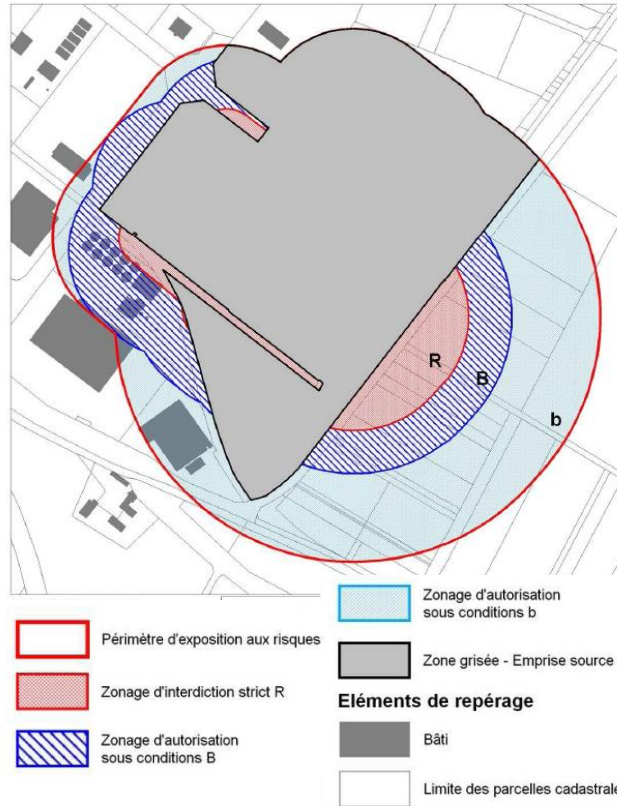 R
B
b
Périmètre d'exposition aux risques
Zonage d'interdiction strict R
Zonage d'autorisation
sous conditions B
Zonage d'autorisation
sous conditions b
Zone grisée - Emprise source
Eléments de repérage
Bâti
Limite des parcelles cadastrale